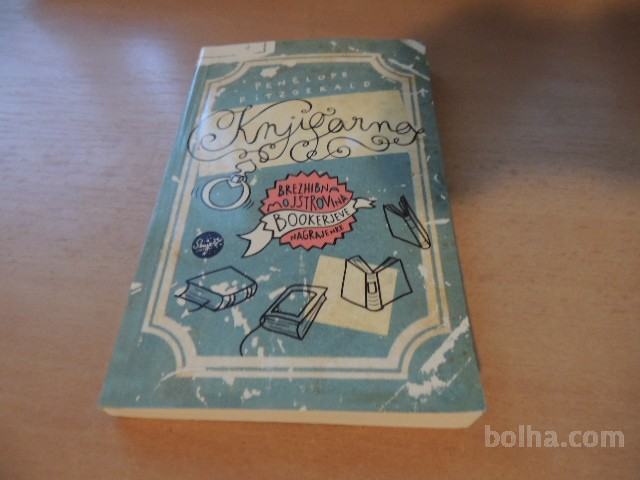 PENELOPE
FITZGERALD
Knjigarna
BREZHIBNA
MOJSTROVINA
BOOKERJEVE
NAGRAJENKE
bolha.com